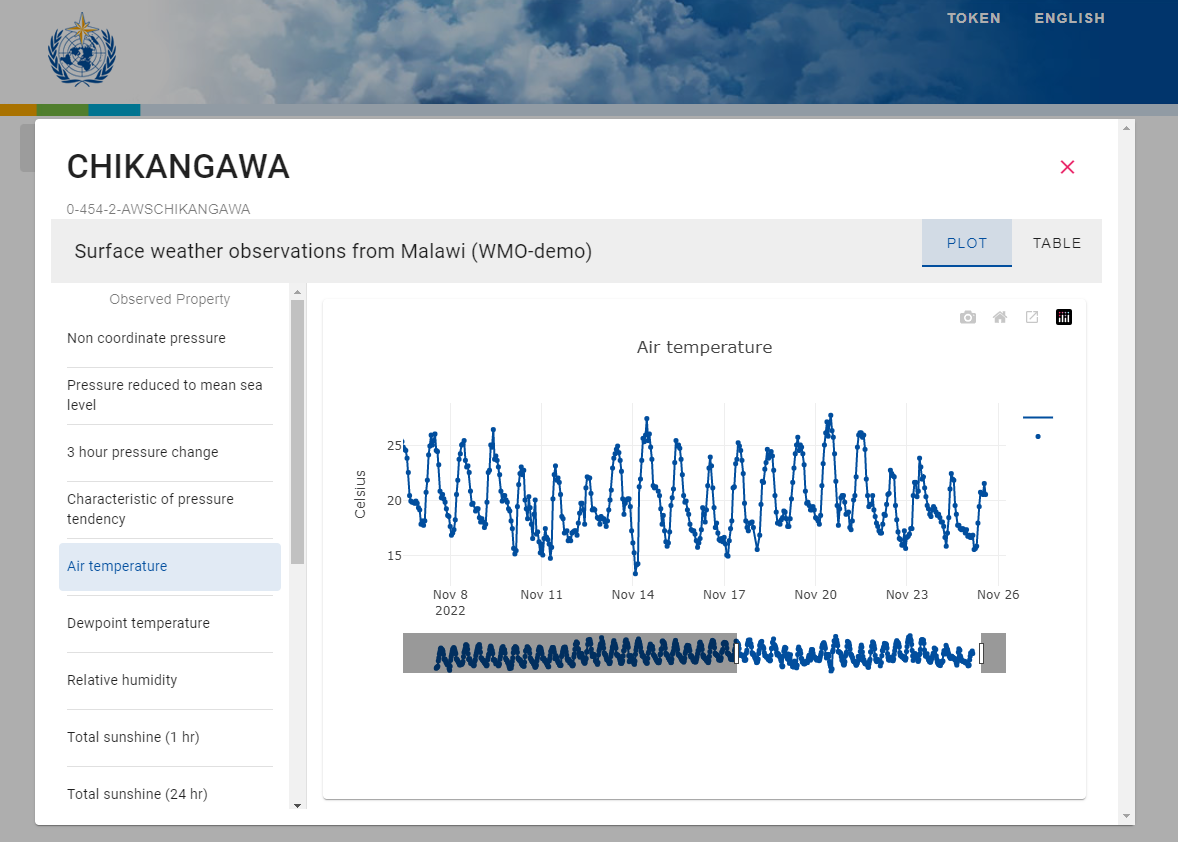 TOKEN ENGLISH
CHIKANGAWA
0-454-2-AWSCHIKANGAWA
Surface weather observations from Malawi (WMO-demo)
PLOT TABLE
Observed Property
Non coordinate pressure
Pressure reduced to mean sea
level
3 hour pressure change
Characteristic of pressure
tendency
Air temperature
Dewpoint temperature
Relative humidity
Total sunshine (1 hr)
Total sunshine (24 hr)
Air temperature
Celsius
25
20
15
Nov 8 Nov 11 Nov 14 Nov 17 Nov 20 Nov 23 Nov 26
2022